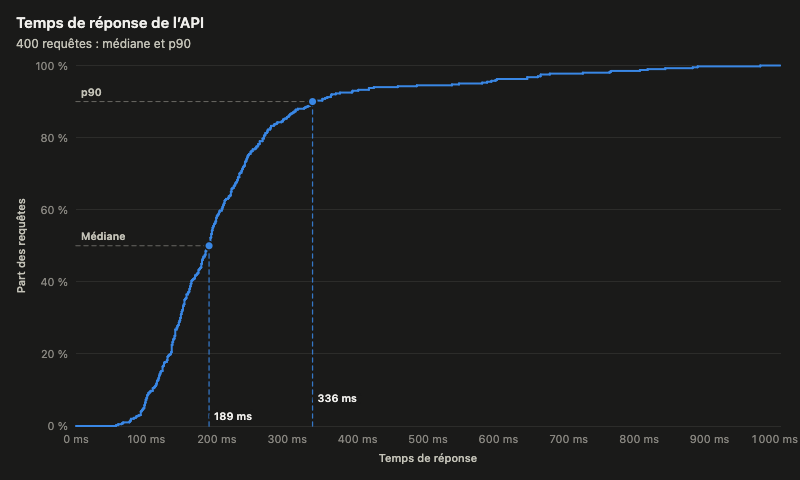 Temps de réponse de l’API
400 requêtes : médiane et p90
100 %
p90
80 %
60 %
Médiane
40 %
20 %
0 %
Part des requêtes
336 ms
189 ms
0 ms
100 ms
200 ms
300 ms
400 ms
500 ms
600 ms
700 ms
800 ms
900 ms
1 000 ms
Temps de réponse